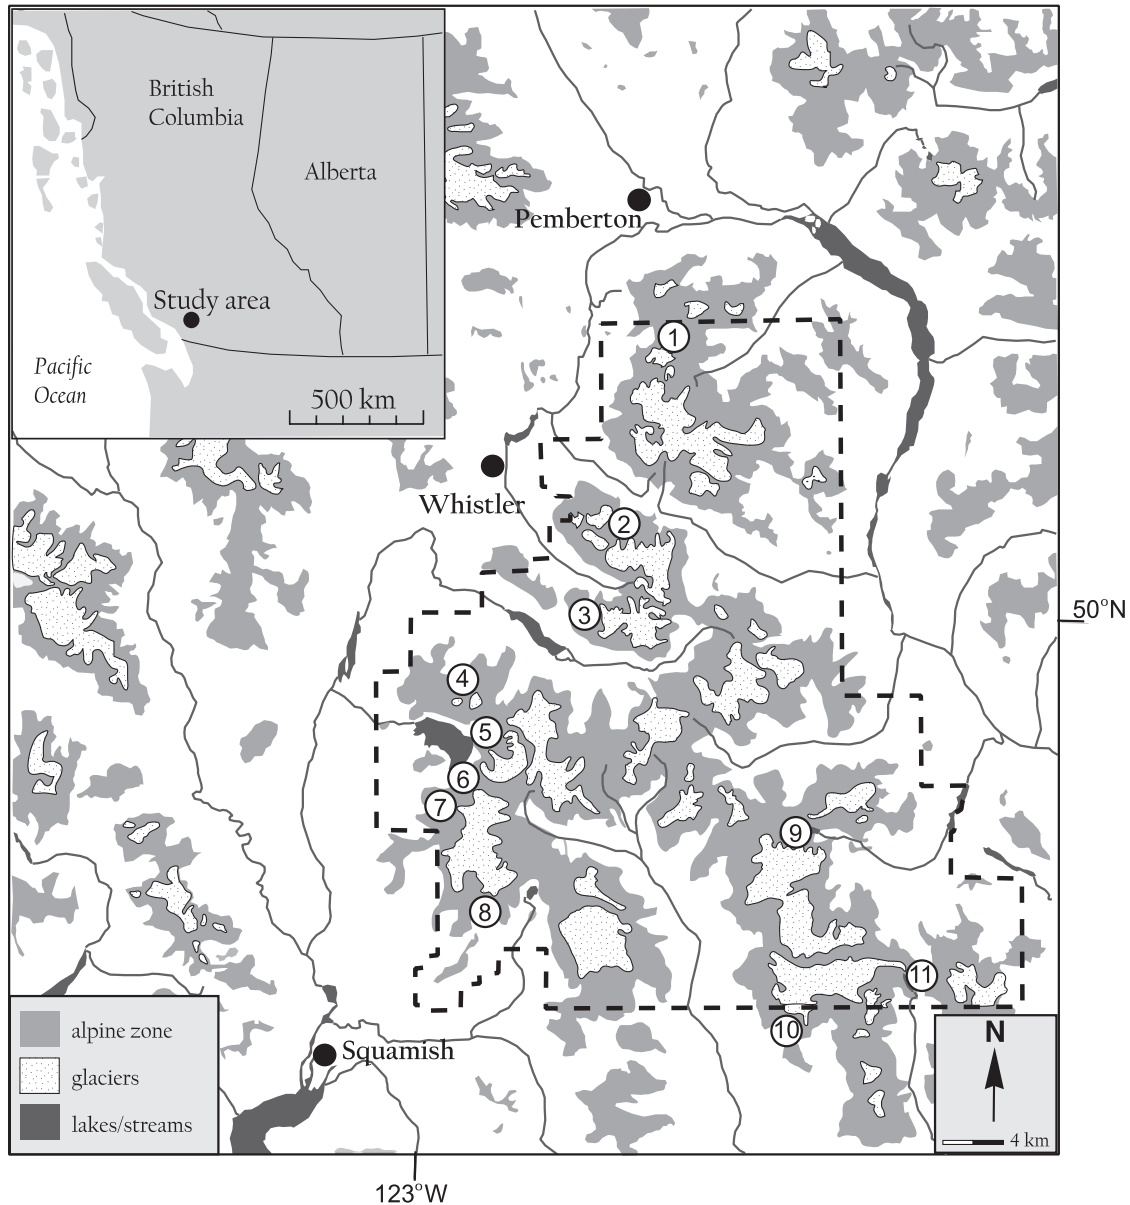 British
Columbia
Alberta
Study area
Pacific
Ocean
500 km
Pemberton
1
Whistler
2
3
50°N
4
5
6
7
8
9
11
10
alpine zone
glaciers
lakes/streams
Squamish
N
4 km
123°W